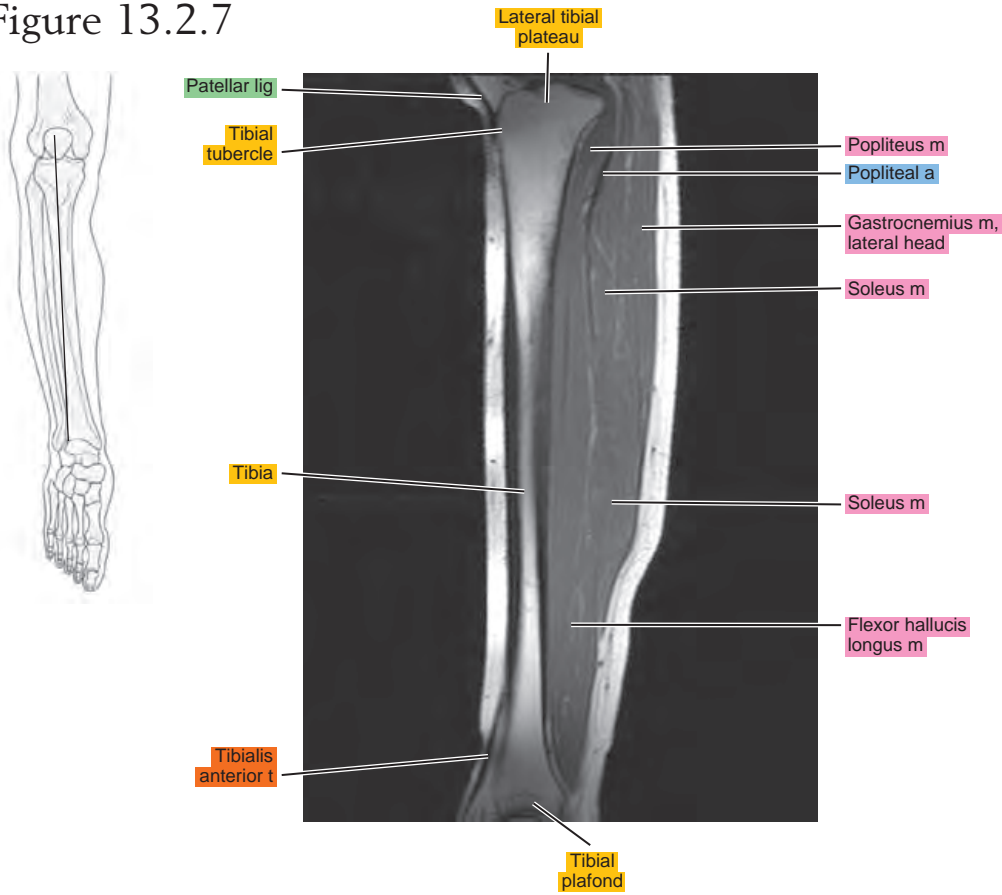 Figure 13.2.7
Lateral tibial
plateau
Patellar lig
Tibial
tubercle
Popliteus m
Popliteal a
Gastrocnemius m,
lateral head
Soleus m
Tibia
Soleus m
Flexor hallucis
longus m
Tibialis
anterior t
Tibial
plafond